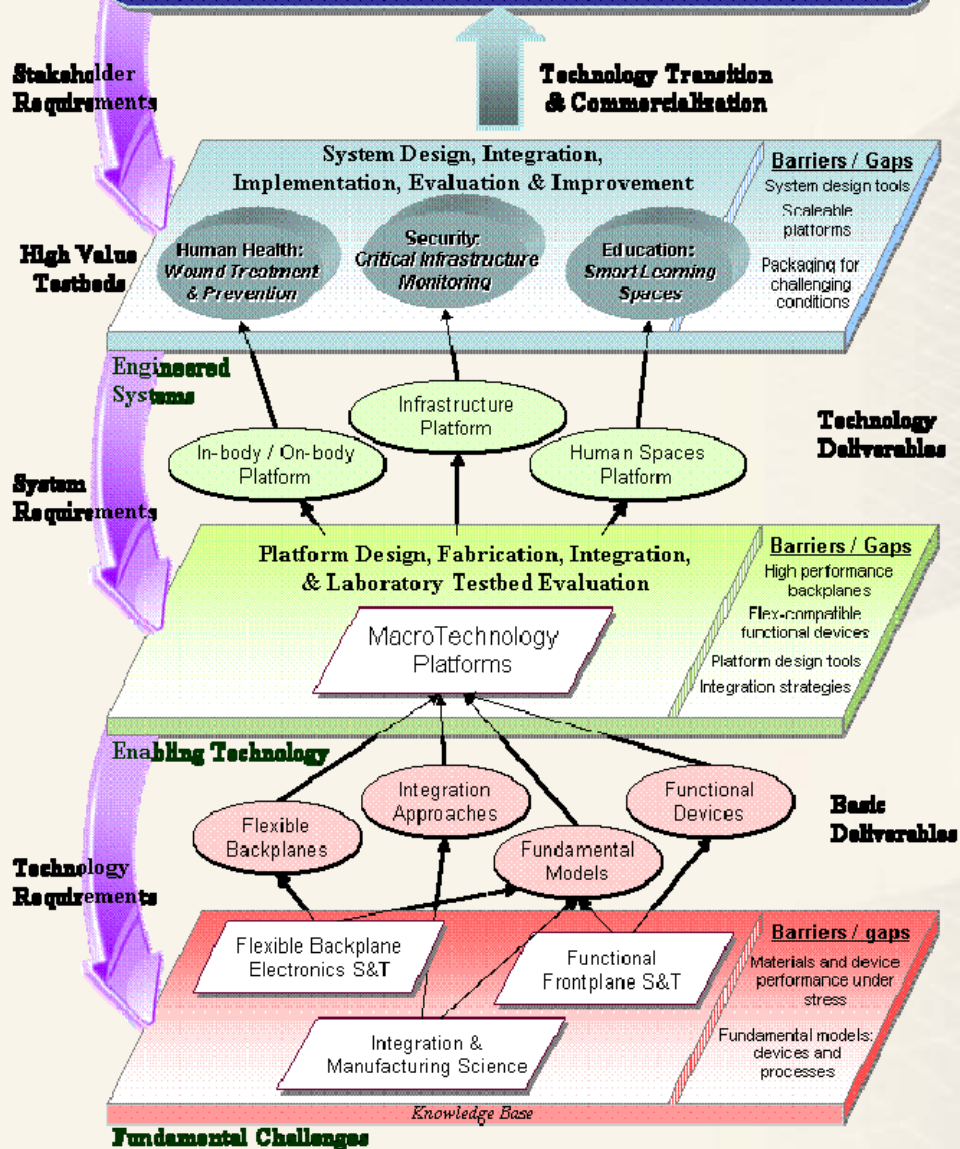 Stakeholder
Requirements
Technology Transition
& Commercialization
System Design, Integration,
Implementation, Evaluation & Improvement
Barriers / Gaps
System design tools
Scaleable
platforms
Packaging for
challenging
conditions
High Value
Testbeds
Human Health:
Wound Treatment
& Prevention
Security:
Critical Infrastructure
Monitoring
Education:
Smart Learning
Spaces
Engineered
Systems
Infrastructure
Platform
In-body / On-body
Platform
Human Spaces
Platform
Technology
Deliverables
System
Requirements
Platform Design, Fabrication, Integration,
& Laboratory Testbed Evaluation
MacroTechnology
Platforms
Barriers / Gaps
High performance
backplanes
Flex-compatible
functional devices
Platform design tools
Integration strategies
Enabling Technology
Flexible
Backplanes
Integration
Approaches
Fundamental
Models
Functional
Devices
Basic
Deliverables
Technology
Requirements
Flexible Backplane
Electronics S&T
Functional
Frontplane S&T
Integration &
Manufacturing Science
Barriers / gaps
Materials and device
performance under
stress
Fundamental models:
devices and
processes
Knowledge Base
Fundamental Challenges